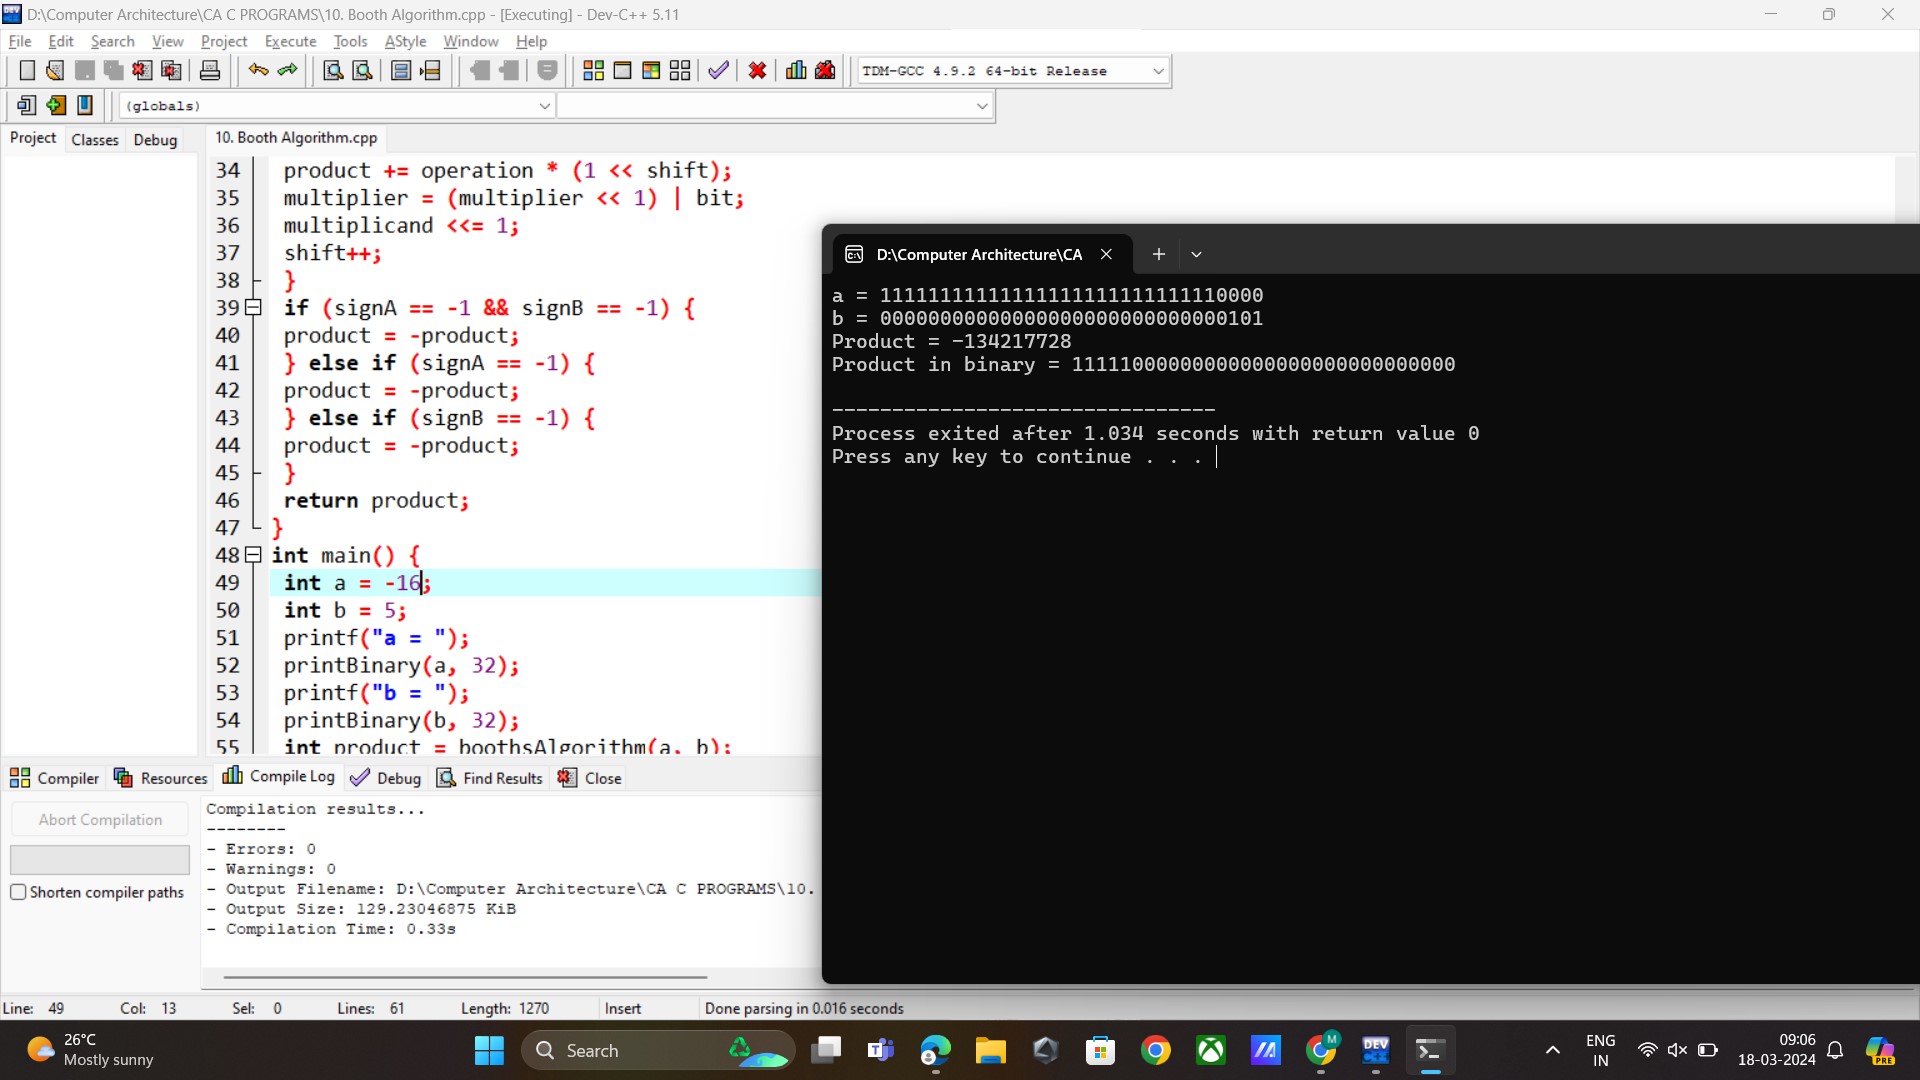 D:\Computer Architecture\CA C PROGRAMS\10. Booth Algorithm.cpp - [Executing] - Dev-C++ 5.11
File Edit Search View Project Execute Tools AStyle Window Help
TDM-GCC 4.9.2 64-bit Release
(globals)
Project Classes Debug
10. Booth Algorithm.cpp
34 product += operation * (1 << shift);
35 multiplier = (multiplier << 1) | bit;
36 multiplicand <<= 1;
37 shift++;
38 }
39 if (signA == -1 && signB == -1) {
40 product = -product;
41 } else if (signA == -1) {
42 product = -product;
43 } else if (signB == -1) {
44 product = -product;
45 }
46 return product;
47 }
48 int main() {
49 int a = -16;
50 int b = 5;
51 printf("a = ");
52 printBinary(a, 32);
53 printf("b = ");
54 printBinary(b, 32);
55 int product = boothsAlgorithm(a, b);
D:\Computer Architecture\CA
a = 11111111111111111111111111110000
b = 00000000000000000000000000000101
Product = -134217728
Product in binary = 11111000000000000000000000000000
--------------------------------
Process exited after 1.034 seconds with return value 0
Press any key to continue . . .
Compiler Resources Compile Log Debug Find Results Close
Abort Compilation
Shorten compiler paths
Compilation results...
--------
- Errors: 0
- Warnings: 0
- Output Filename: D:\Computer Architecture\CA C PROGRAMS\10.
- Output Size: 129.23046875 KiB
- Compilation Time: 0.33s
Line: 49 Col: 13 Sel: 0 Lines: 61 Length: 1270 Insert Done parsing in 0.016 seconds
26°C
Mostly sunny
Search
M
DEV
ENG
IN
09:06
18-03-2024
PRE